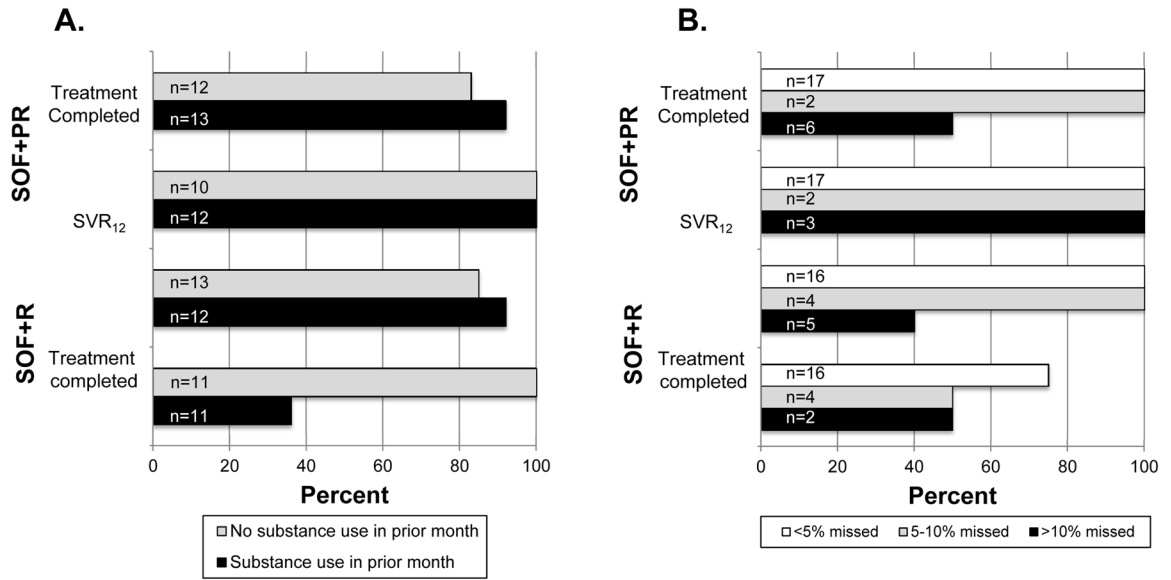 A.
SOF+PR
Treatment
Completed
n=12
n=13
SVR₁₂
n=10
n=12
SOF+R
n=13
n=12
Treatment
completed
n=11
n=11
0 20 40 60 80 100
Percent
No substance use in prior month
Substance use in prior month
B.
SOF+PR
Treatment
Completed
n=17
n=2
n=6
SVR₁₂
n=17
n=2
n=3
SOF+R
n=16
n=4
n=5
Treatment
completed
n=16
n=4
n=2
0 20 40 60 80 100
Percent
<5% missed 5-10% missed >10% missed